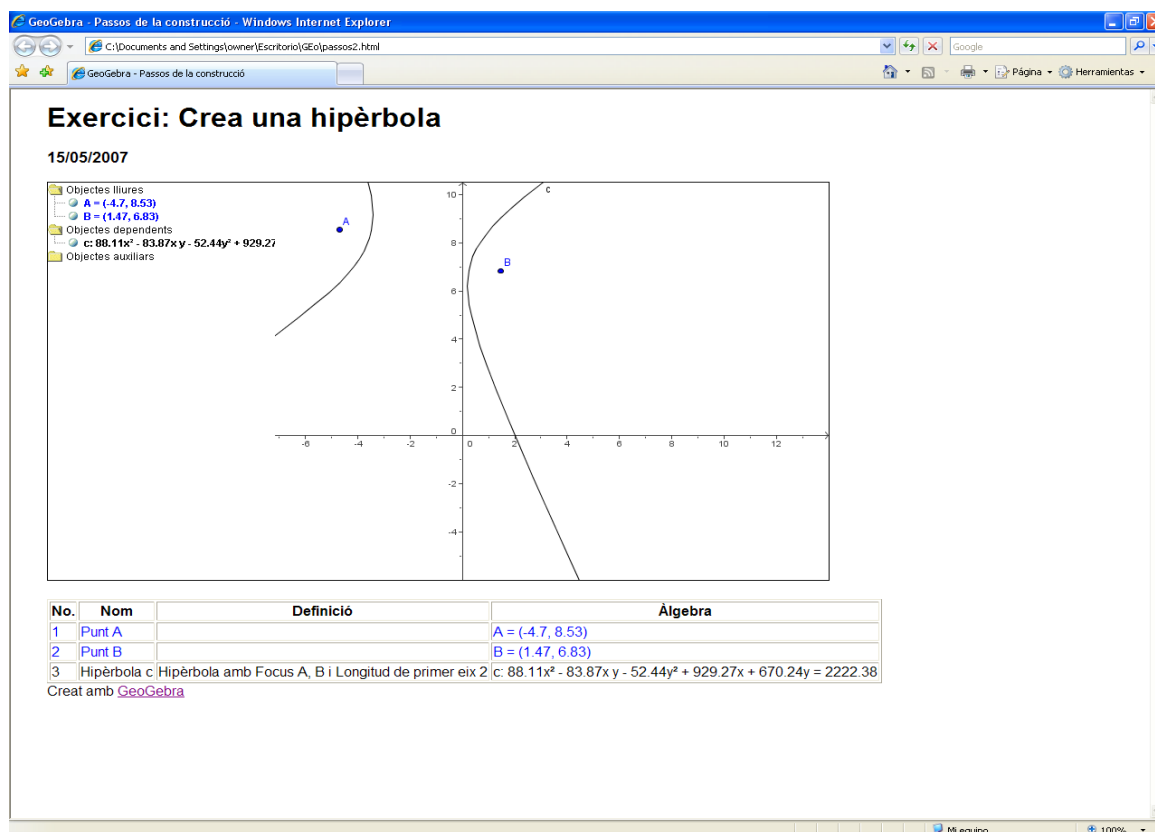 GeoGebra - Passos de la construcció - Windows Internet Explorer
C:\Documents and Settings\owner\Escritorio\GEo\passos2.html
Google
GeoGebra - Passos de la construcció
Página
Herramientas
Exercici: Crea una hipèrbola
15/05/2007
Objectes lliures
A = (-4.7, 8.53)
B = (1.47, 6.83)
Objectes dependents
c: 88.11x² - 83.87x y - 52.44y² + 929.27
Objectes auxiliars
A
B
c
10
8
6
4
2
0
-2
-4
-6 -4 -2 0 2 4 6 8 10 12
No. Nom Definició Àlgebra
1 Punt A A = (-4.7, 8.53)
2 Punt B B = (1.47, 6.83)
3 Hipèrbola c Hipèrbola amb Focus A, B i Longitud de primer eix 2 c: 88.11x² - 83.87x y - 52.44y² + 929.27x + 670.24y = 2222.38
Creat amb GeoGebra
Mi equipo
100%